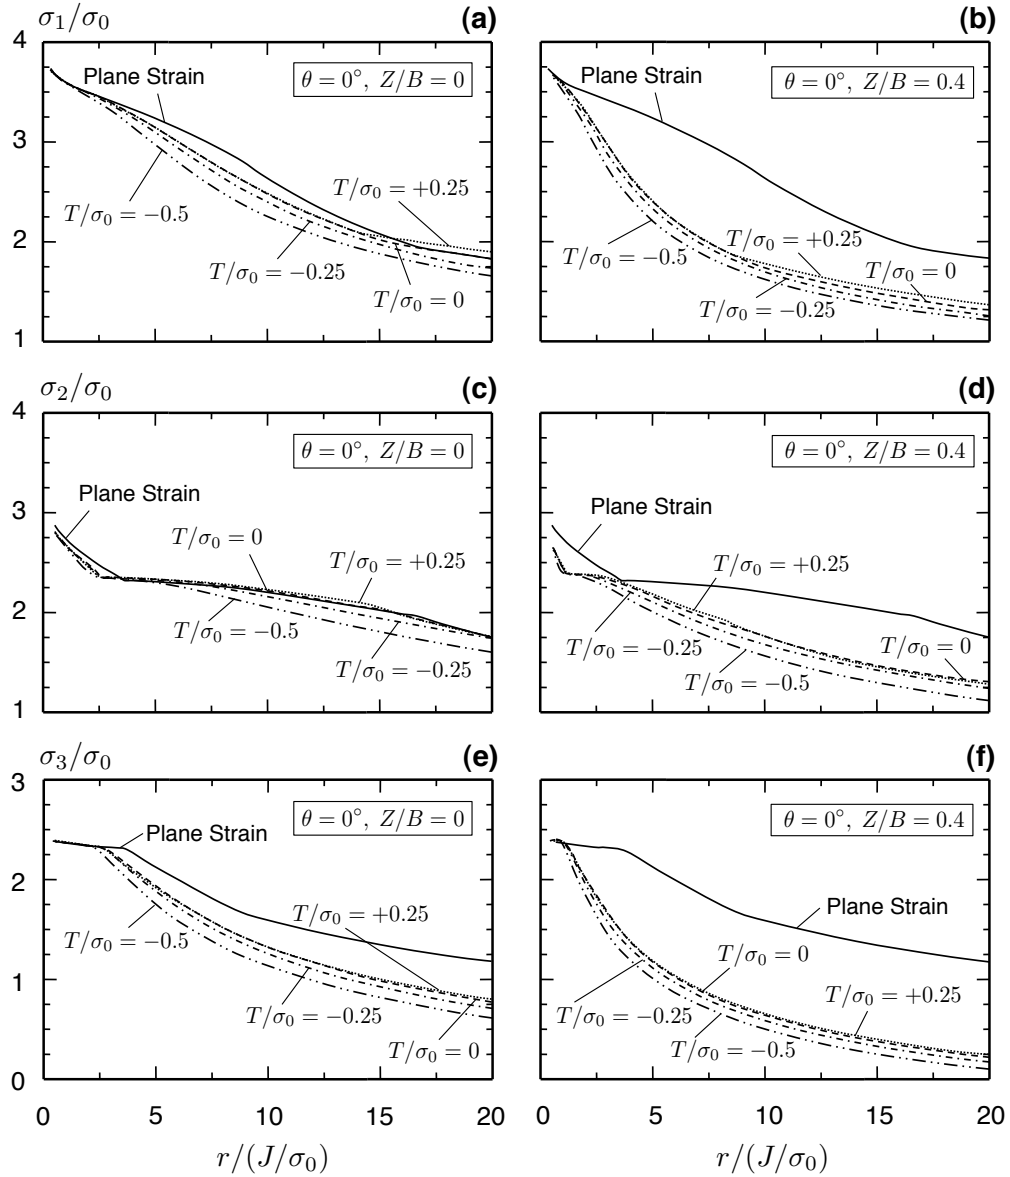 σ₁/σ₀ (a) (b)
4
Plane Strain
θ = 0°, Z/B = 0
Plane Strain
θ = 0°, Z/B = 0.4
3
T/σ₀ = +0.25
T/σ₀ = −0.5
2
T/σ₀ = −0.25
T/σ₀ = 0
T/σ₀ = +0.25
T/σ₀ = −0.5
T/σ₀ = 0
T/σ₀ = −0.25
1
σ₂/σ₀ (c) (d)
4
θ = 0°, Z/B = 0
θ = 0°, Z/B = 0.4
Plane Strain
Plane Strain
3
T/σ₀ = 0
T/σ₀ = +0.25
T/σ₀ = +0.25
2
T/σ₀ = −0.5
T/σ₀ = −0.25
T/σ₀ = −0.25
T/σ₀ = 0
T/σ₀ = −0.5
1
σ₃/σ₀ (e) (f)
3
Plane Strain
θ = 0°, Z/B = 0
θ = 0°, Z/B = 0.4
2
T/σ₀ = +0.25
Plane Strain
T/σ₀ = −0.5
T/σ₀ = 0
1
T/σ₀ = −0.25
T/σ₀ = 0
T/σ₀ = −0.25
T/σ₀ = +0.25
T/σ₀ = −0.5
0
0 5 10 15 20
0 5 10 15 20
r/(J/σ₀)
r/(J/σ₀)